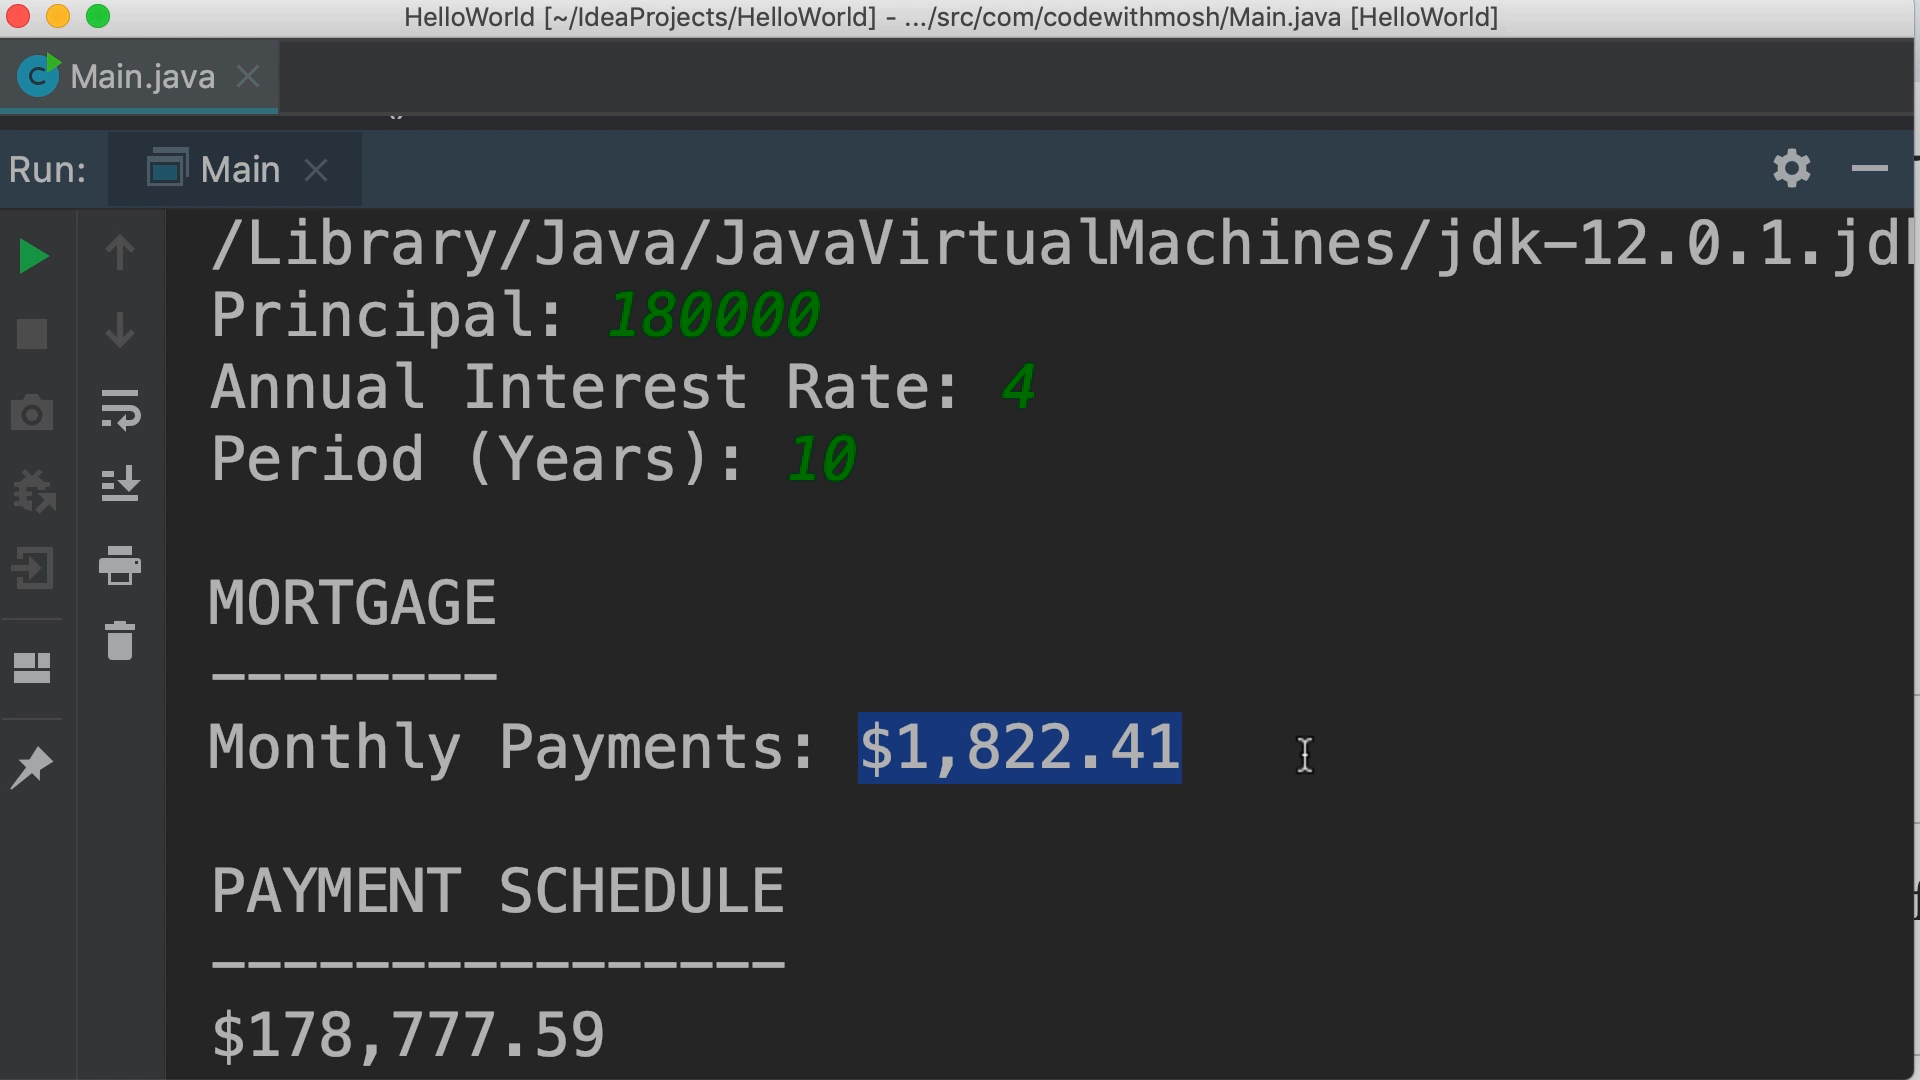 HelloWorld [~/IdeaProjects/HelloWorld] - .../src/com/codewithmosh/Main.java [HelloWorld]
Main.java
Run: Main
/Library/Java/JavaVirtualMachines/jdk-12.0.1.jdk
Principal: 180000
Annual Interest Rate: 4
Period (Years): 10
MORTGAGE
--------
Monthly Payments: $1,822.41
PAYMENT SCHEDULE
----------------
$178,777.59